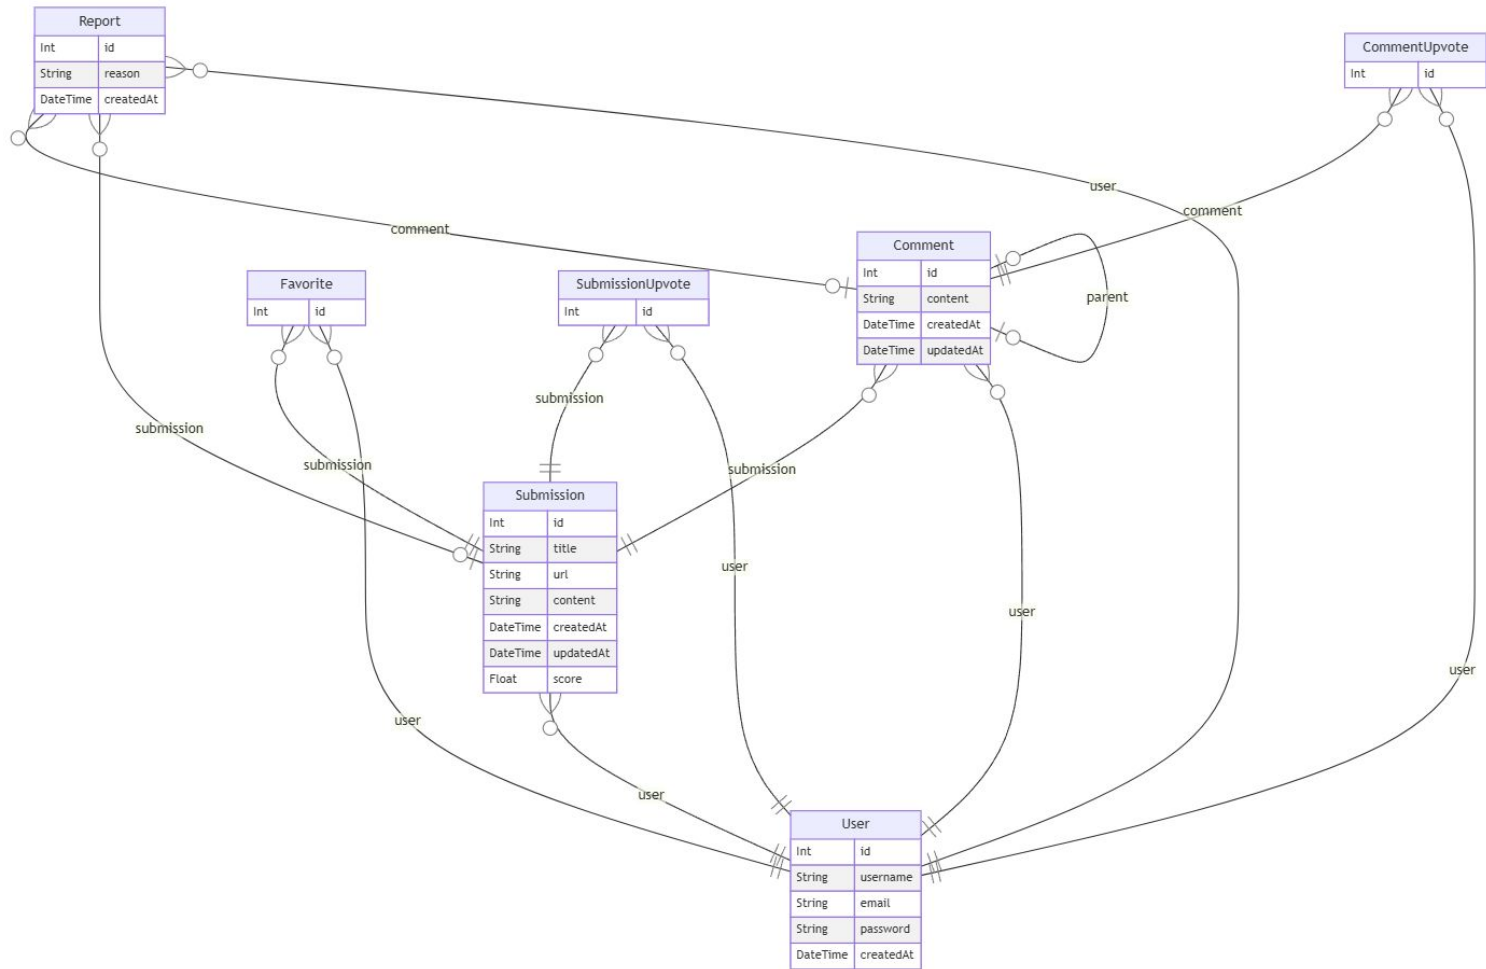 Report
Int id
String reason
DateTime createdAt
CommentUpvote
Int id
user
comment
comment
Comment
Int id
String content
DateTime createdAt
DateTime updatedAt
parent
Favorite
Int id
SubmissionUpvote
Int id
submission
submission
submission
submission
Submission
Int id
String title
String url
String content
DateTime createdAt
DateTime updatedAt
Float score
user
user
user
user
user
User
Int id
String username
String email
String password
DateTime createdAt